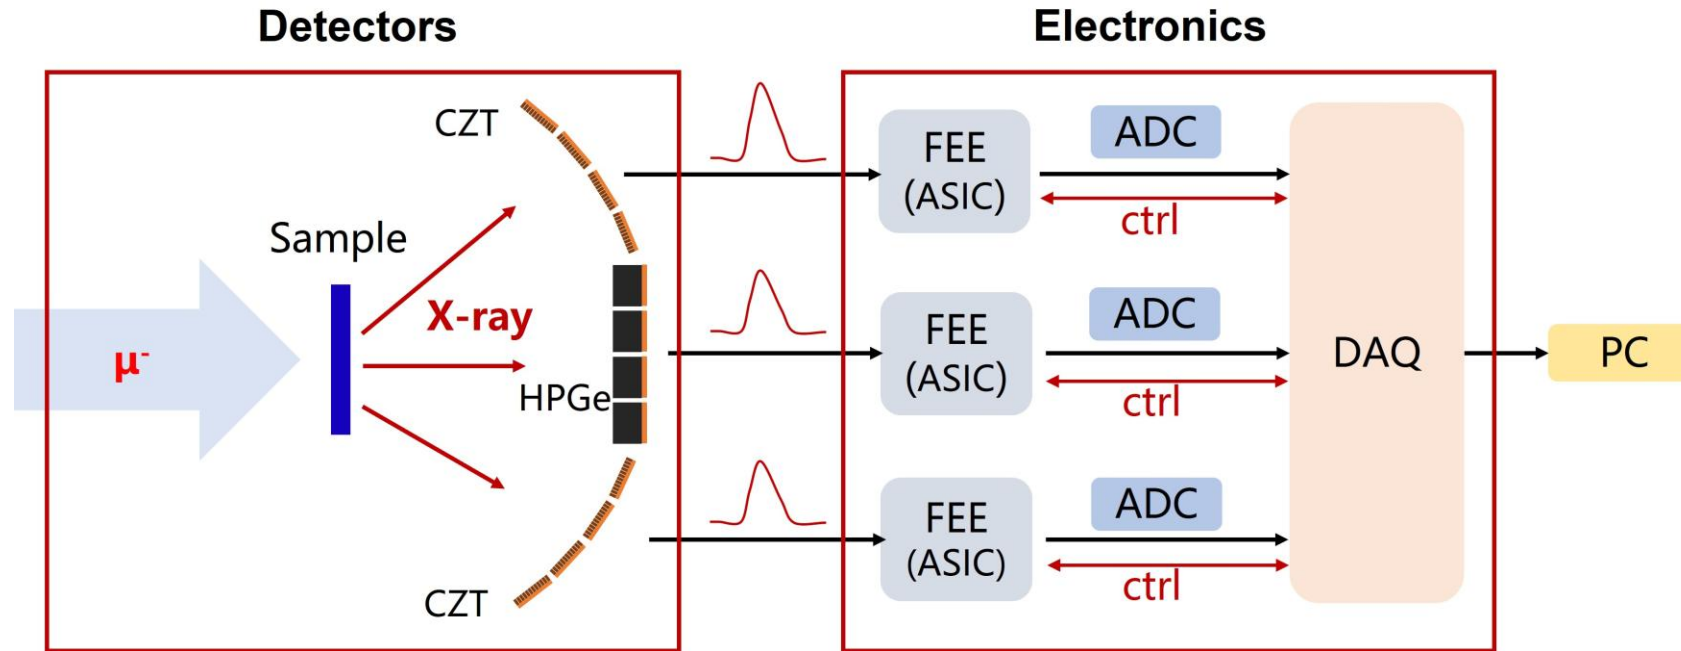 Detectors
Electronics
CZT
Sample
X-ray
μ-
HPGe
CZT
FEE
(ASIC)
ADC
ctrl
FEE
(ASIC)
ADC
ctrl
FEE
(ASIC)
ADC
ctrl
DAQ
PC